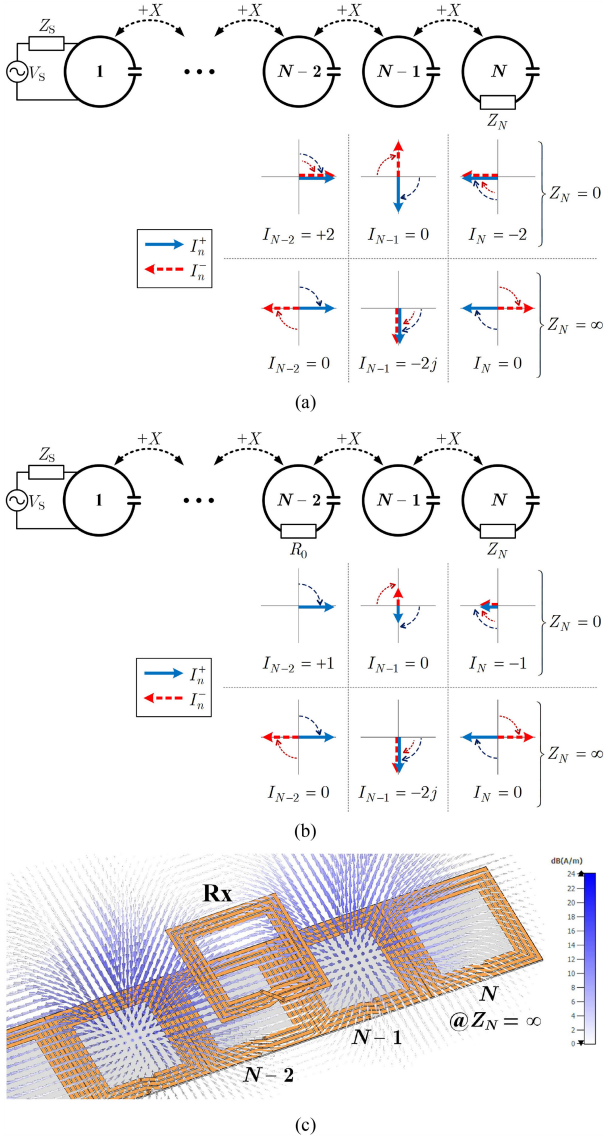 +X +X +X +X
Z_S
V_S
1 ••• N − 2 N − 1 N
Z_N
I_{N−2} = +2 I_{N−1} = 0 I_N = −2 Z_N = 0
I_n^+
I_n^−
I_{N−2} = 0 I_{N−1} = −2j I_N = 0 Z_N = ∞
(a)
+X +X +X +X
Z_S
V_S
1 ••• N − 2 N − 1 N
R_0 Z_N
I_{N−2} = +1 I_{N−1} = 0 I_N = −1 Z_N = 0
I_n^+
I_n^−
I_{N−2} = 0 I_{N−1} = −2j I_N = 0 Z_N = ∞
(b)
dB(A/m)
24
22
20
18
16
14
12
10
8
6
4
2
0
Rx
N
@Z_N = ∞
N − 1
N − 2
(c)